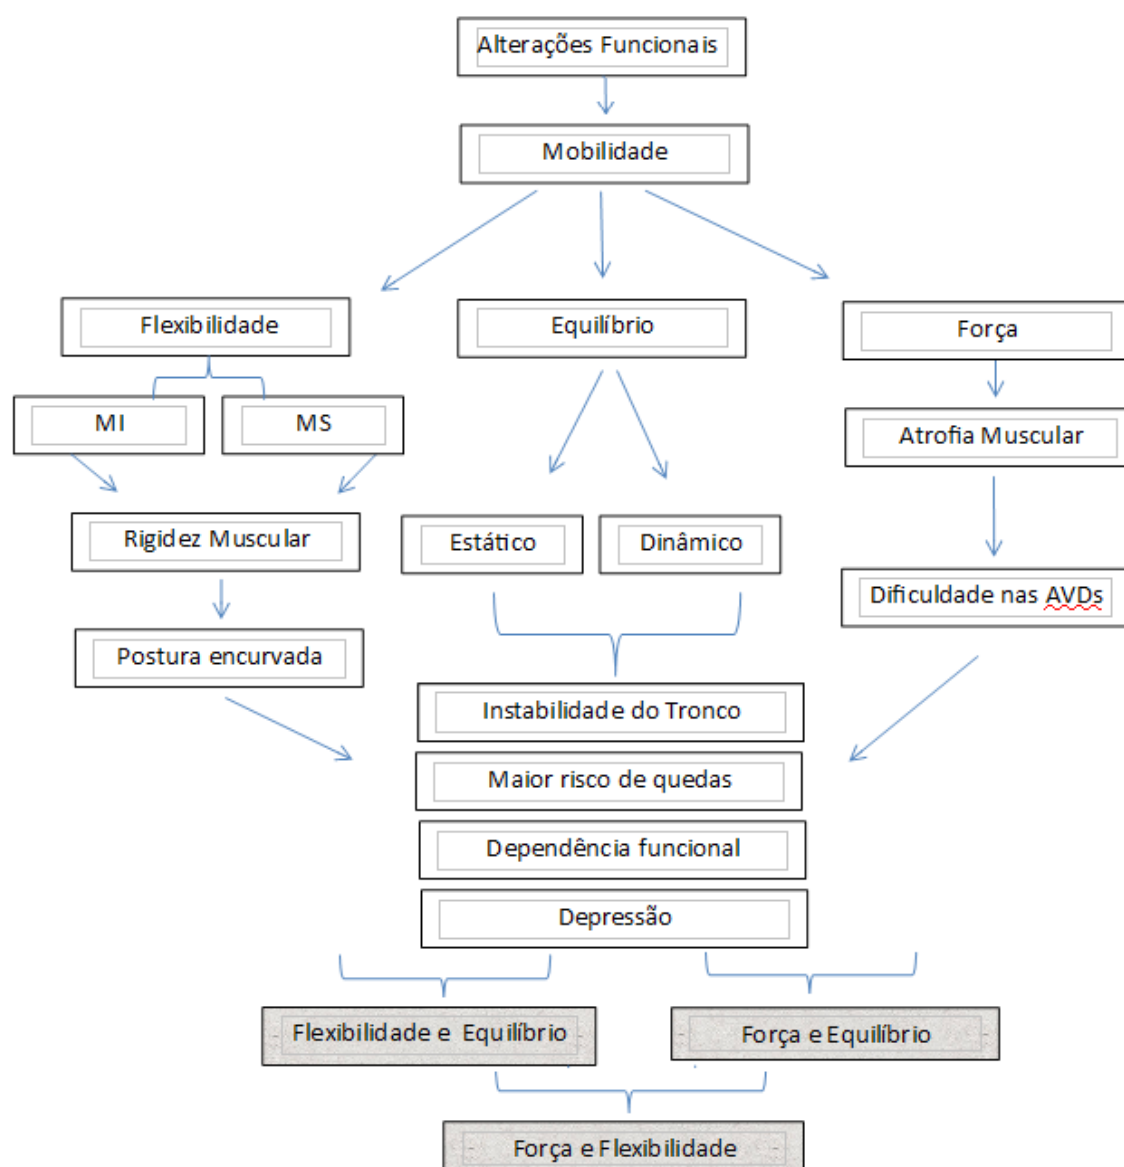 Alterações Funcionais
Mobilidade
Flexibilidade
Equilíbrio
Força
MI
MS
Atrofia Muscular
Rigidez Muscular
Estático
Dinâmico
Dificuldade nas AVDs
Postura encurvada
Instabilidade do Tronco
Maior risco de quedas
Dependência funcional
Depressão
Flexibilidade e Equilíbrio
Força e Equilíbrio
Força e Flexibilidade